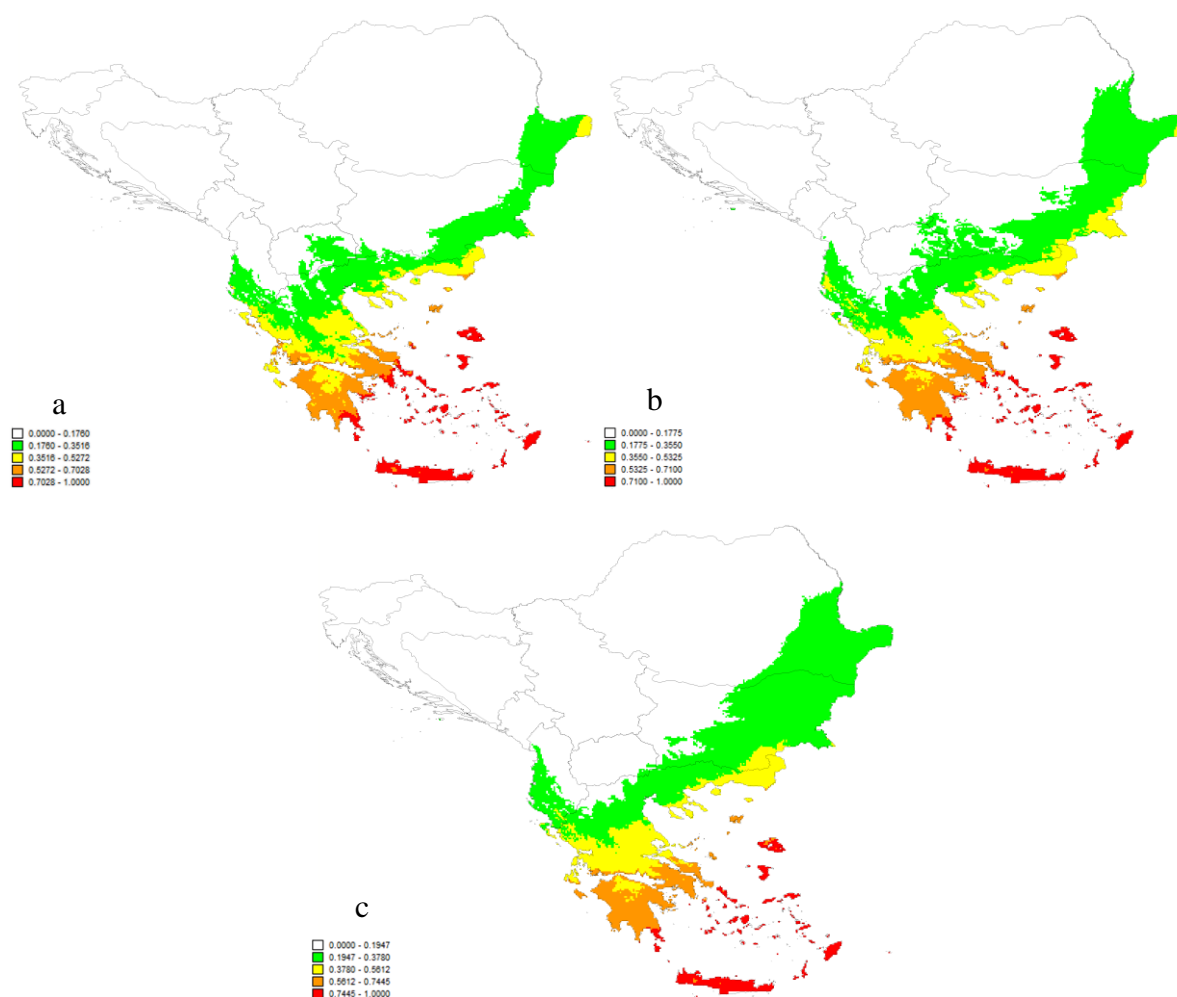 a
0.0000 - 0.1760
0.1760 - 0.3516
0.3516 - 0.5272
0.5272 - 0.7028
0.7028 - 1.0000
b
0.0000 - 0.1775
0.1775 - 0.3550
0.3550 - 0.5325
0.5325 - 0.7100
0.7100 - 1.0000
c
0.0000 - 0.1947
0.1947 - 0.3780
0.3780 - 0.5612
0.5612 - 0.7445
0.7445 - 1.0000